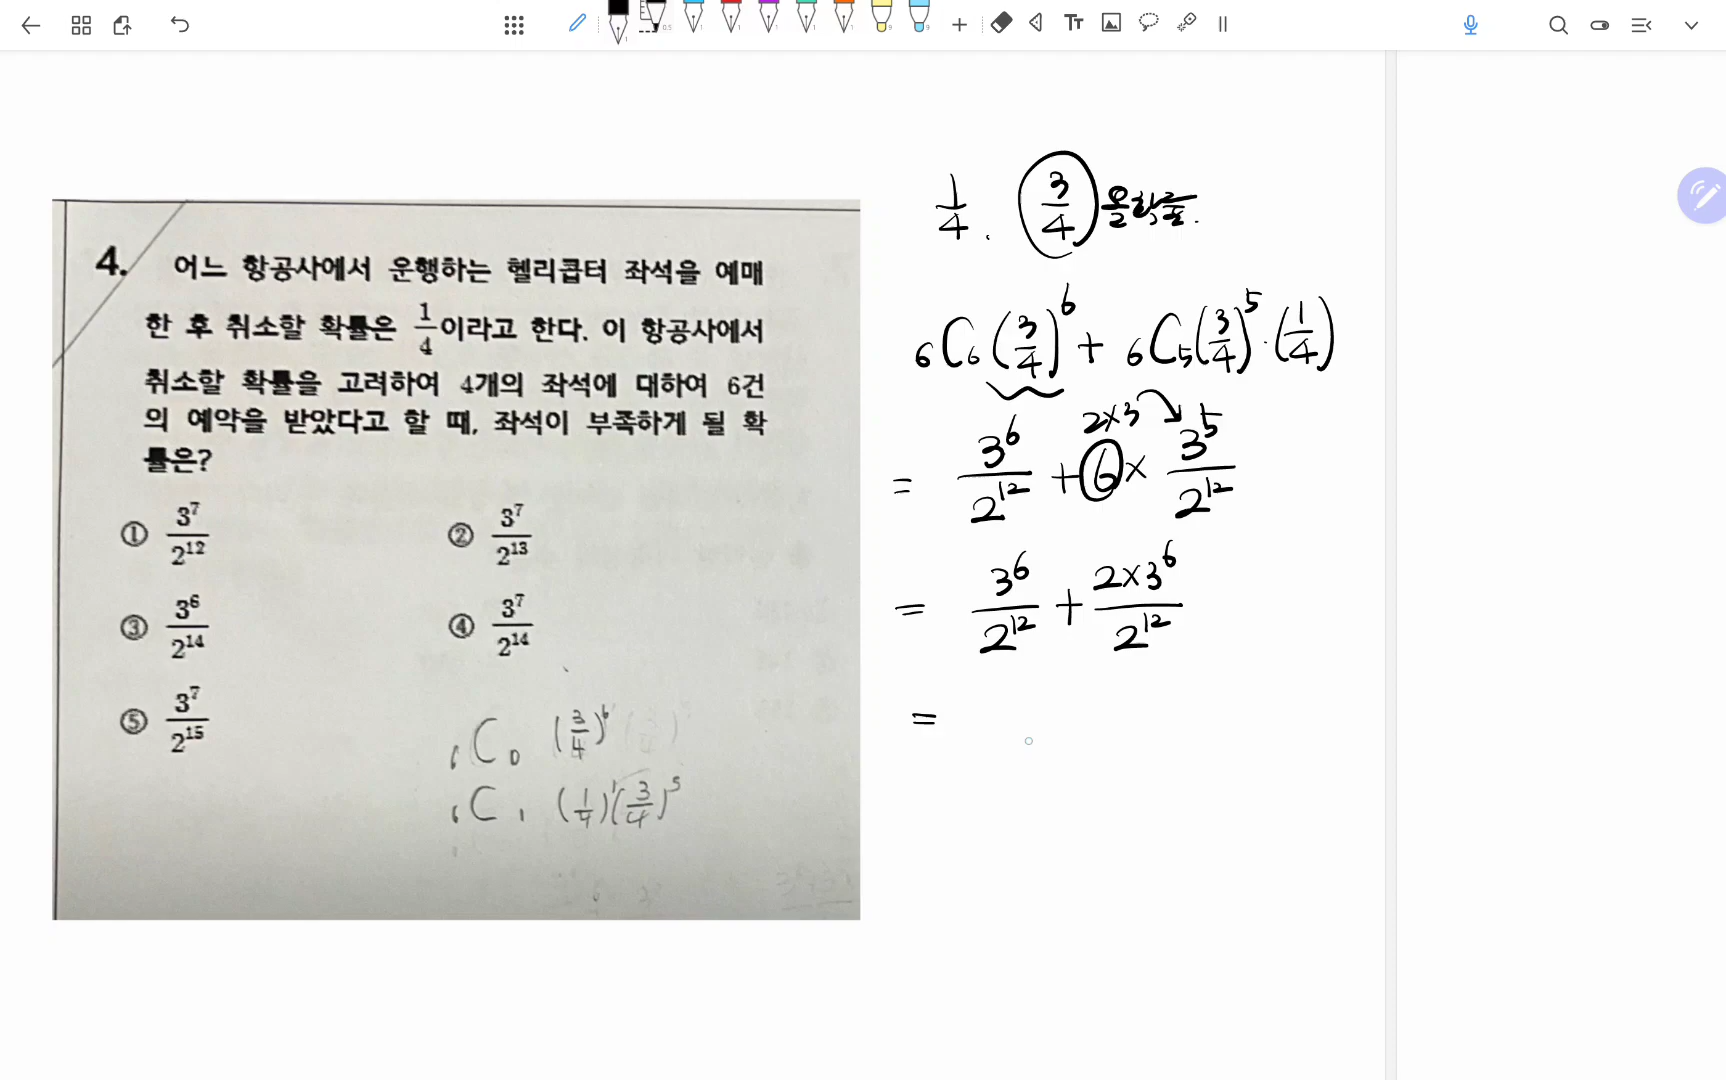 4. 어느 항공사에서 운행하는 헬리콥터 좌석을 예매
한 후 취소할 확률은 1/4이라고 한다. 이 항공사에서
취소할 확률을 고려하여 4개의 좌석에 대하여 6건
의 예약을 받았다고 할 때, 좌석이 부족하게 될 확
률은?
① 3^7/2^12 ② 3^7/2^13
③ 3^6/2^14 ④ 3^7/2^14
⑤ 3^7/2^15
₆C₀ (3/4)^6
₆C₁ (1/4)^1 (3/4)^5
1/4. 3/4 올확률.
₆C₆ (3/4)^6 + ₆C₅ (3/4)^5 · (1/4)
2×3
= 3^6/2^12 + 6 × 3^5/2^12
= 3^6/2^12 + 2×3^6/2^12
=